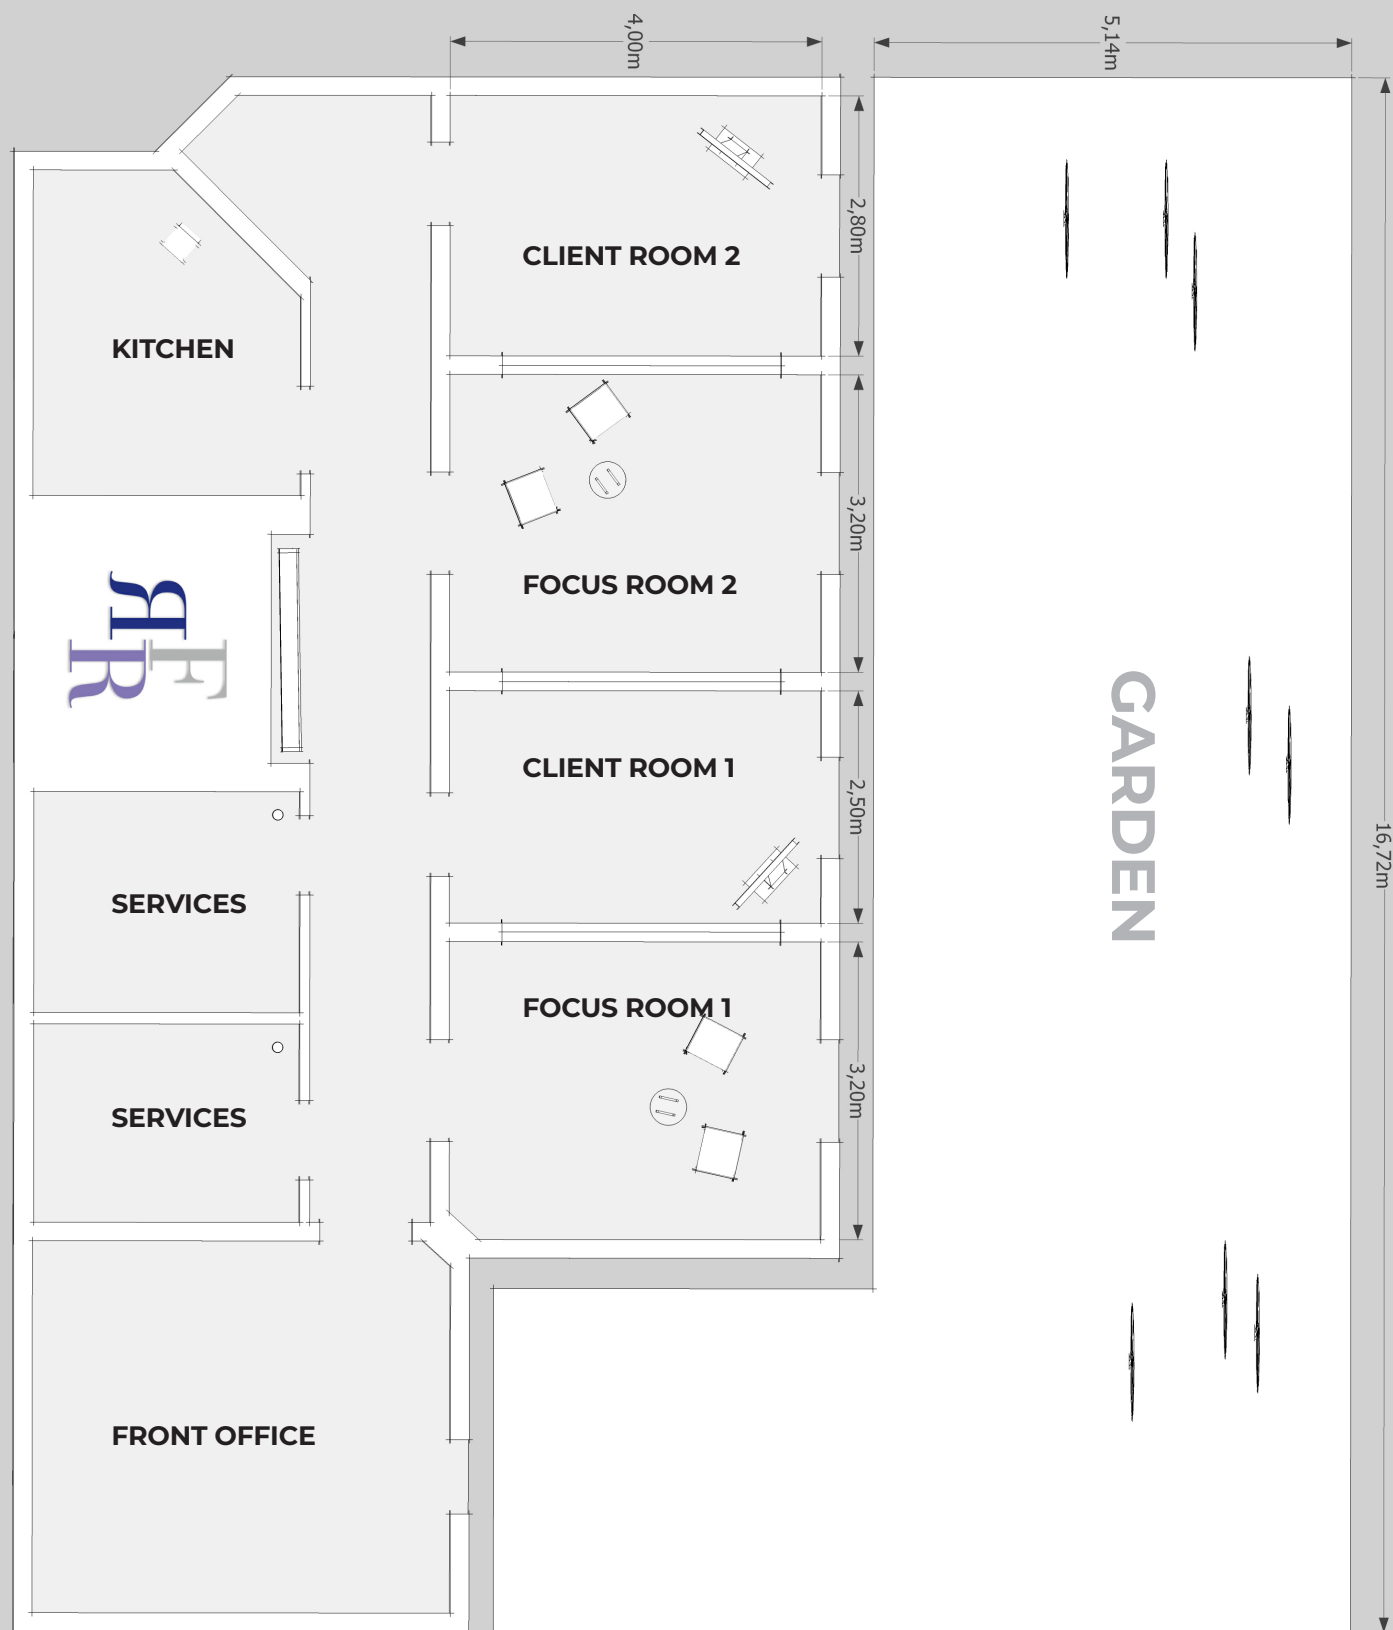 4,00m
5,14m
2,80m
CLIENT ROOM 2
KITCHEN
3,20m
FOCUS ROOM 2
R
R F
GARDEN
CLIENT ROOM 1
2,50m
16,72m
SERVICES
FOCUS ROOM 1
3,20m
SERVICES
FRONT OFFICE